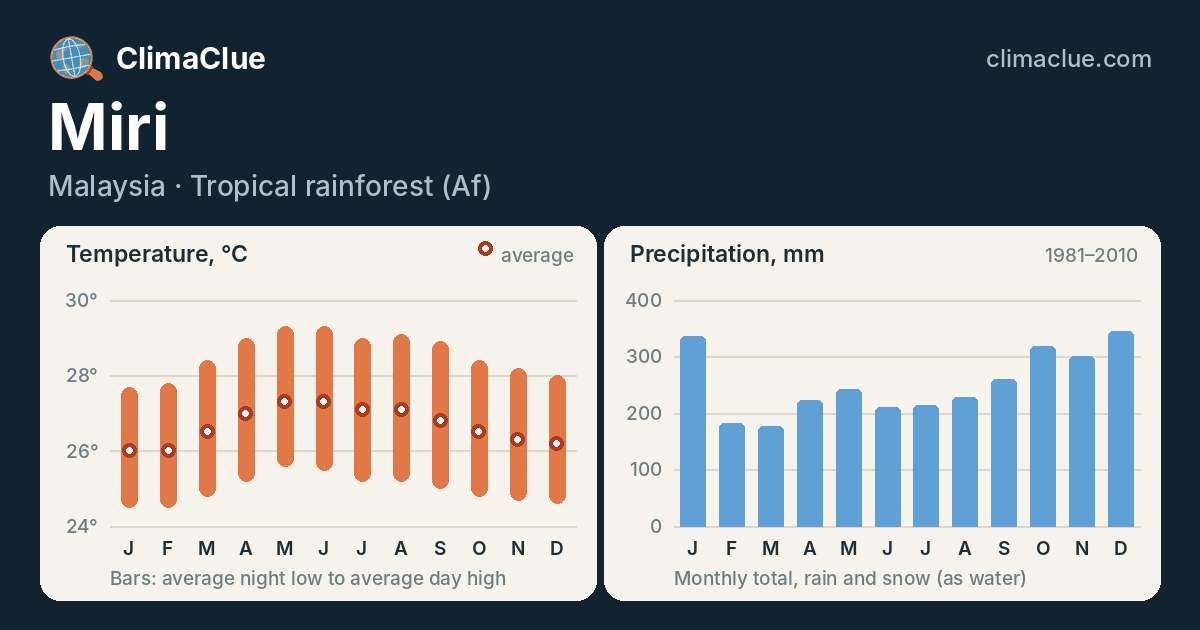 ClimaClue
climaclue.com
Miri
Malaysia · Tropical rainforest (Af)
Temperature, °C
average
30°
28°
26°
24°
J F M A M J J A S O N D
Bars: average night low to average day high
Precipitation, mm
1981–2010
400
300
200
100
0
J F M A M J J A S O N D
Monthly total, rain and snow (as water)